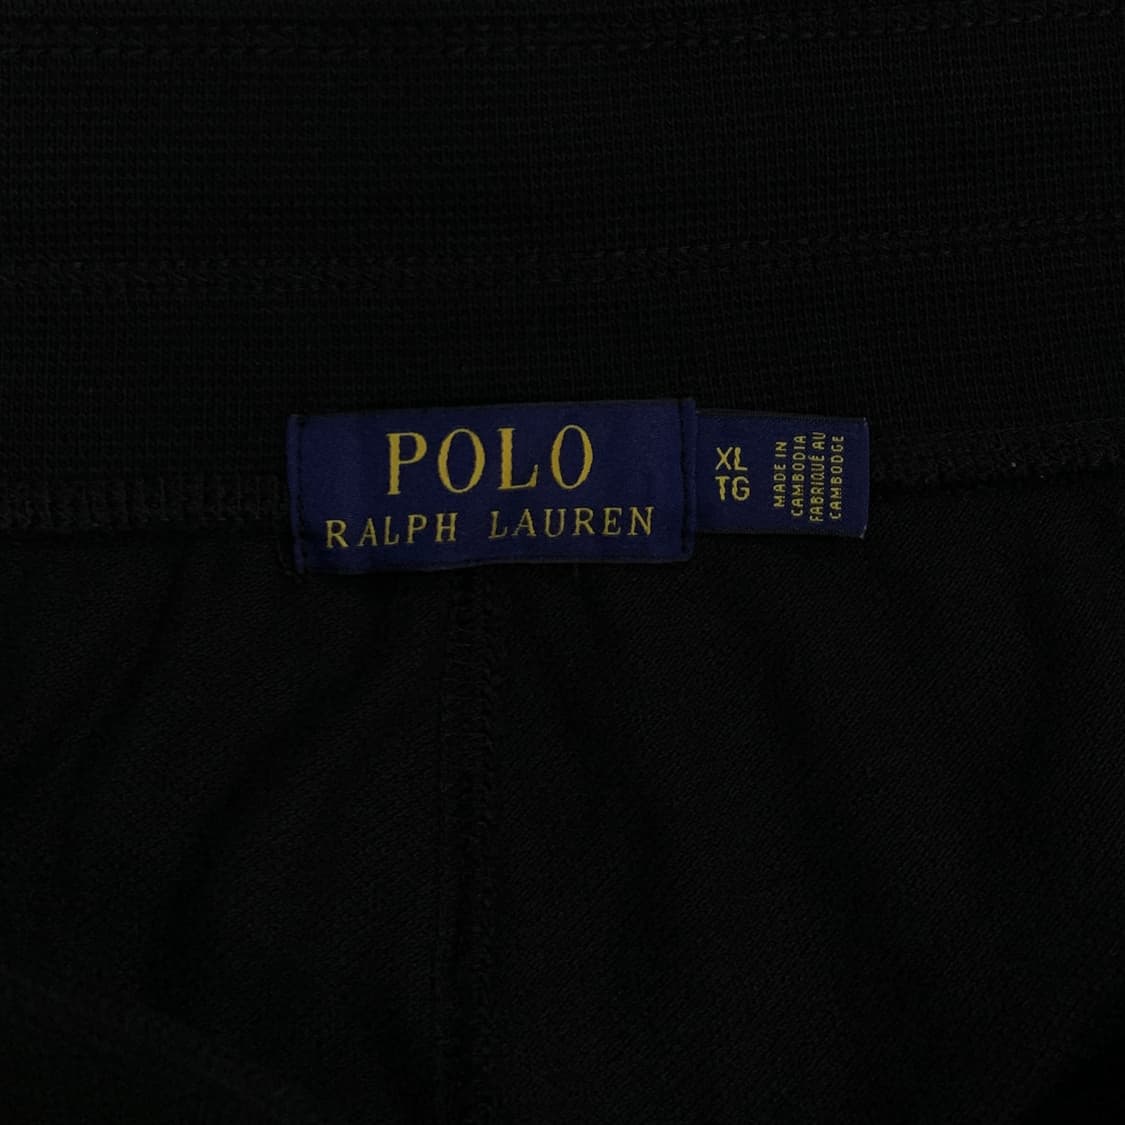 POLO
RALPH LAUREN
XL
TG
MADE IN
CAMBODIA
FABRIQUÉ AU
CAMBODGE